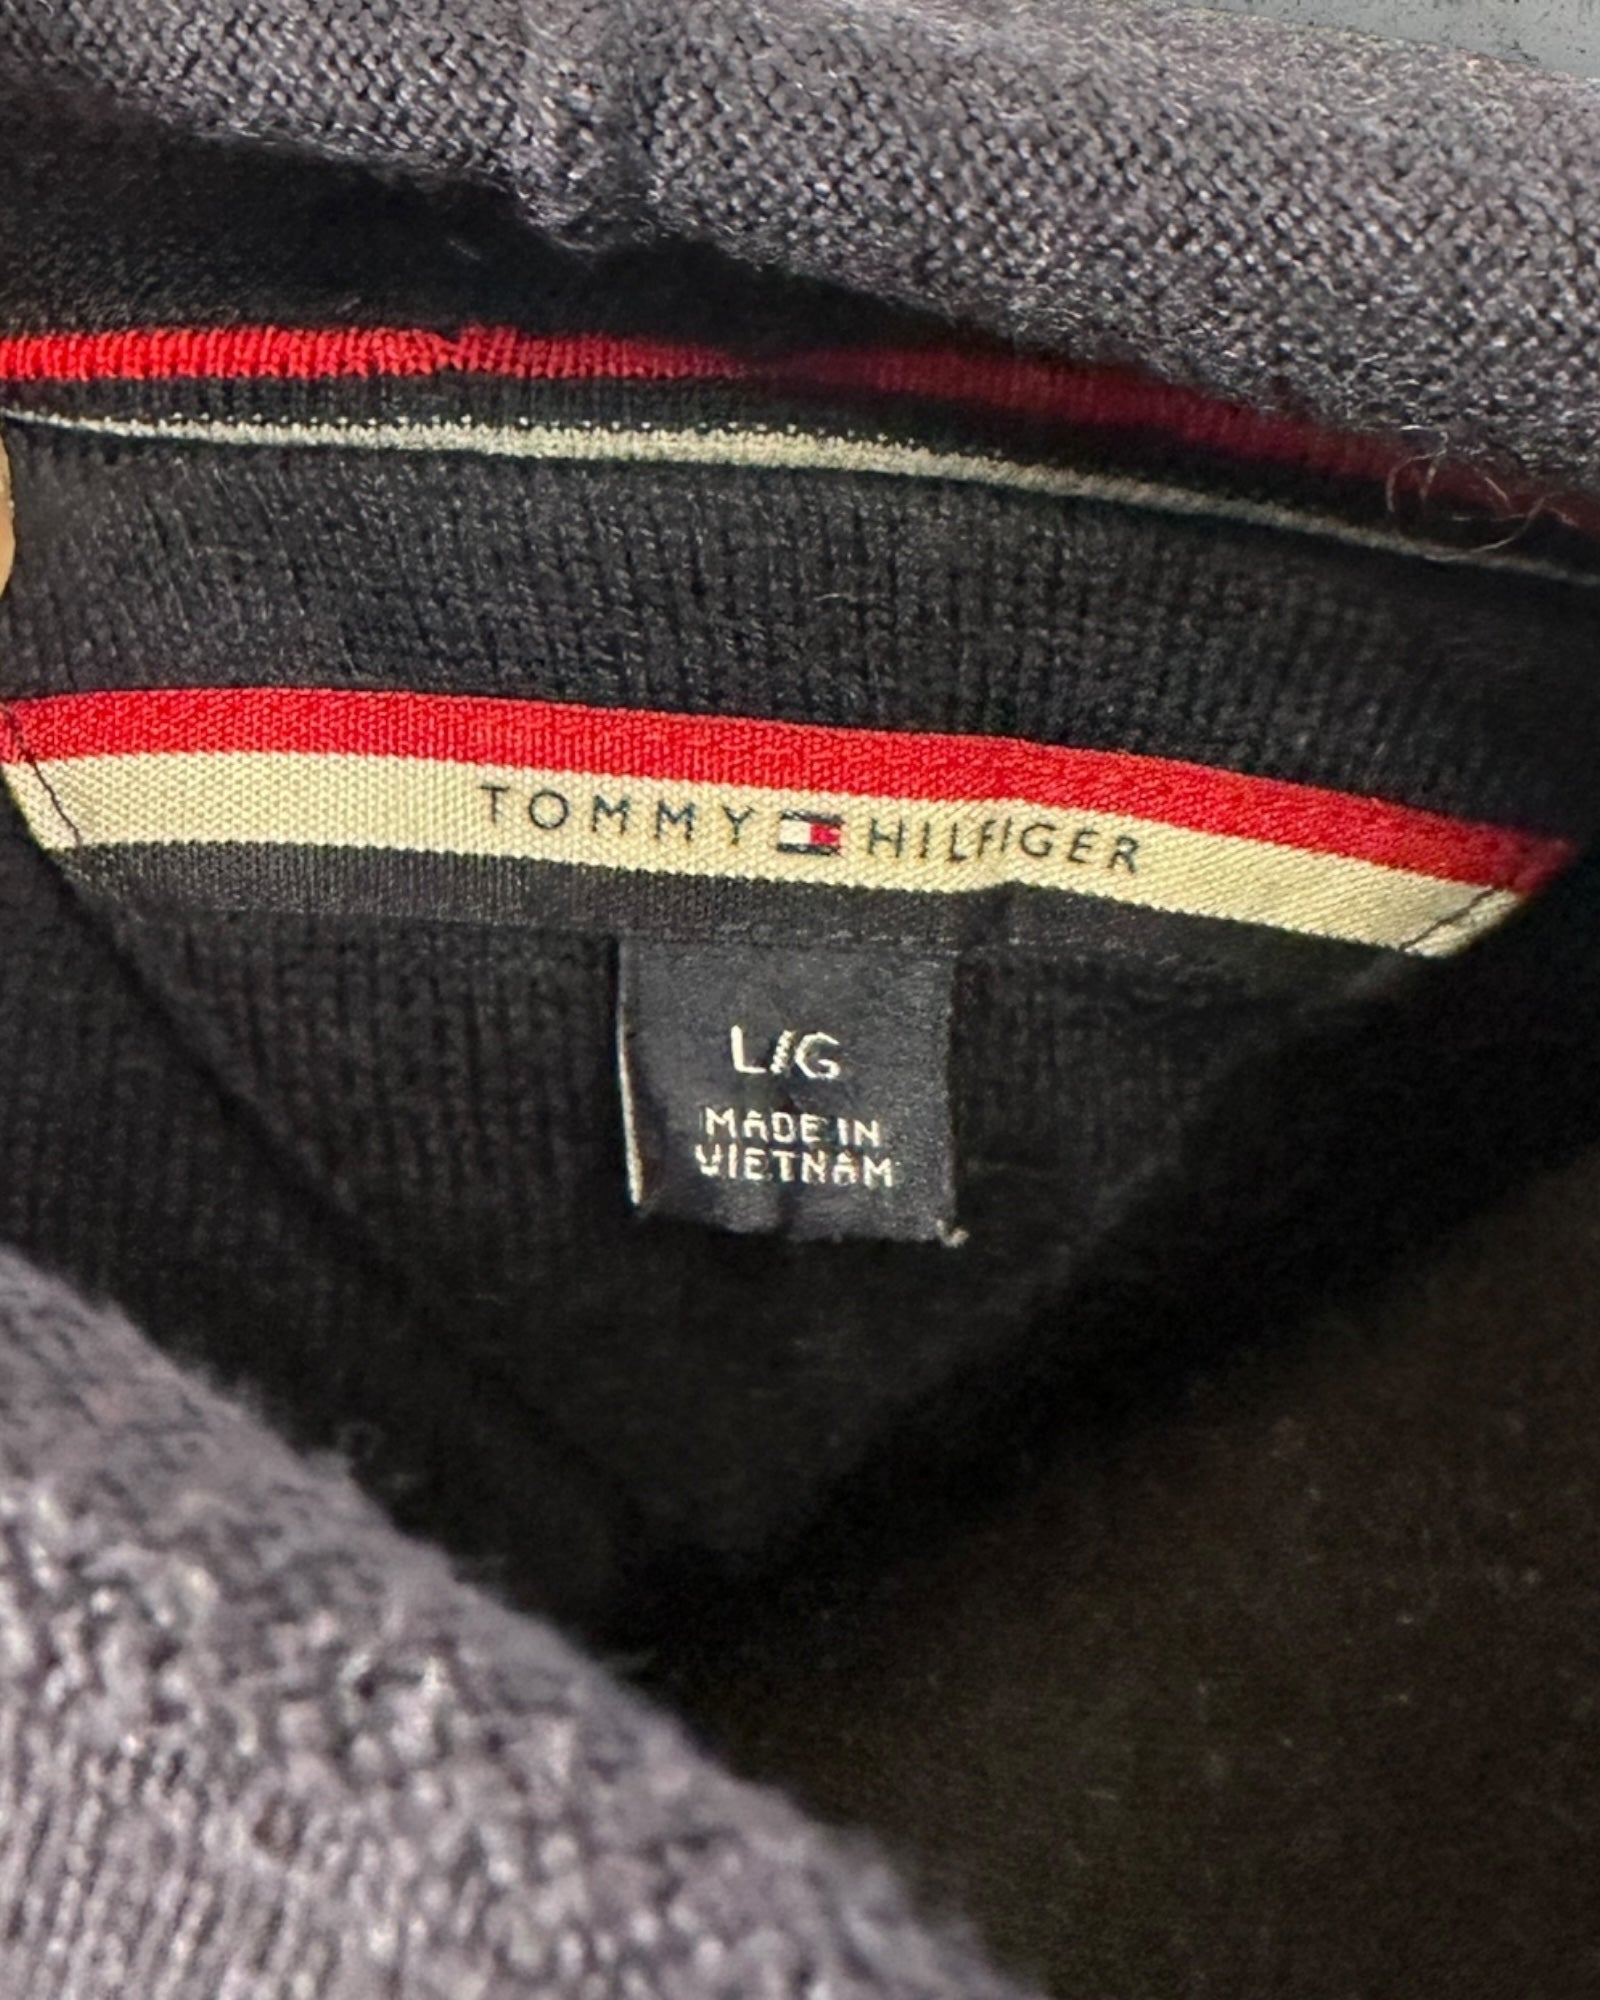 TOMMY HILFIGER
L/G
MADE IN
VIETNAM